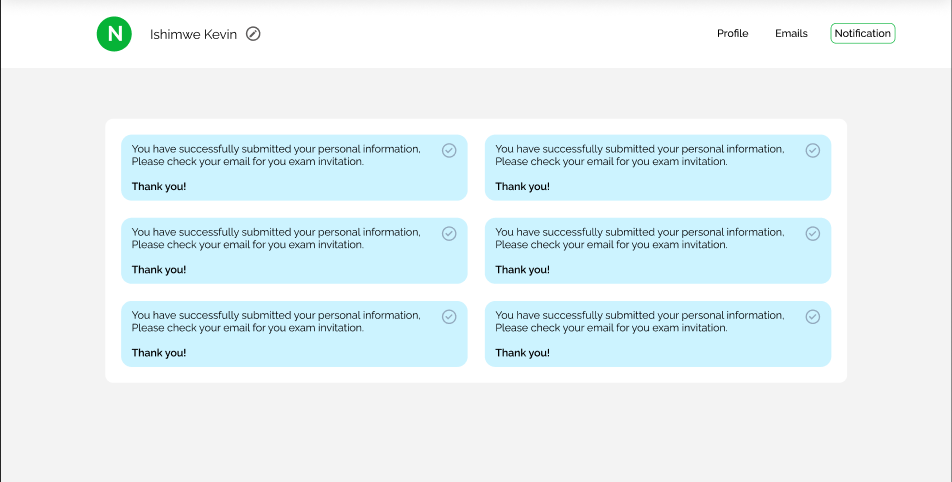 N
Ishimwe Kevin
Profile
Emails
Notification
You have successfully submitted your personal information,
Please check your email for you exam invitation.
Thank you!
You have successfully submitted your personal information,
Please check your email for you exam invitation.
Thank you!
You have successfully submitted your personal information,
Please check your email for you exam invitation.
Thank you!
You have successfully submitted your personal information,
Please check your email for you exam invitation.
Thank you!
You have successfully submitted your personal information,
Please check your email for you exam invitation.
Thank you!
You have successfully submitted your personal information,
Please check your email for you exam invitation.
Thank you!